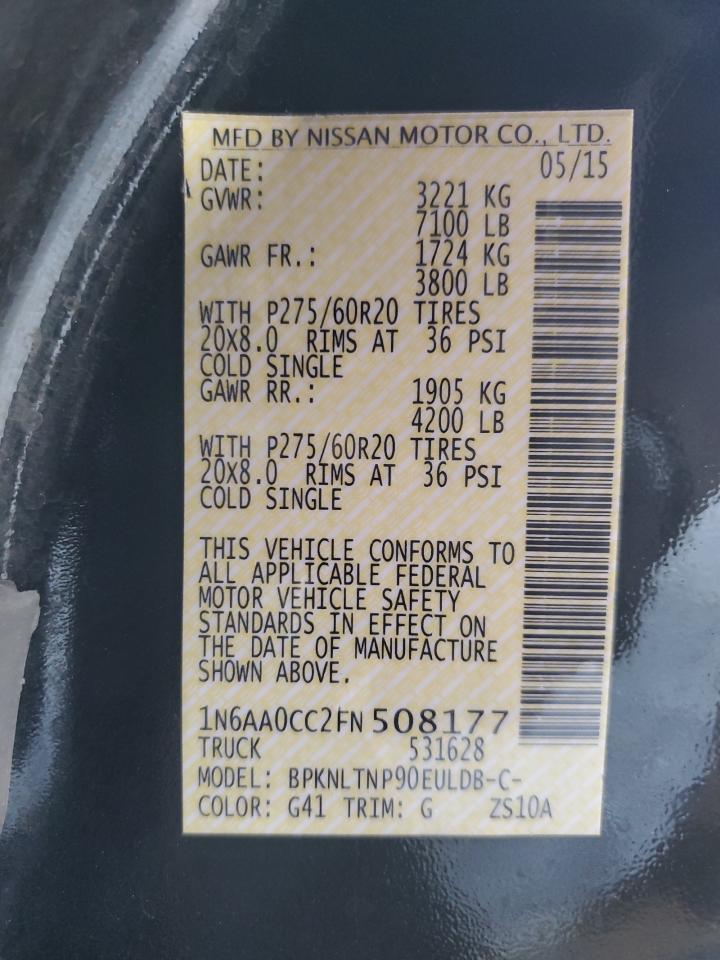 MFD BY NISSAN MOTOR CO., LTD.
DATE: 05/15
GVWR: 3221 KG
7100 LB
GAWR FR.: 1724 KG
3800 LB
WITH P275/60R20 TIRES
20X8.0 RIMS AT 36 PSI
COLD SINGLE
GAWR RR.: 1905 KG
4200 LB
WITH P275/60R20 TIRES
20X8.0 RIMS AT 36 PSI
COLD SINGLE
THIS VEHICLE CONFORMS TO
ALL APPLICABLE FEDERAL
MOTOR VEHICLE SAFETY
STANDARDS IN EFFECT ON
THE DATE OF MANUFACTURE
SHOWN ABOVE.
1N6AA0CC2FN508177
TRUCK 531628
MODEL: BPKNLTNP90EULDB-C-
COLOR: G41 TRIM: G ZS10A